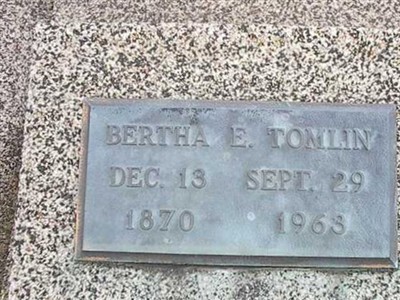 BERTHA E. TOMLIN
DEC. 13 SEPT. 29
1870 1963